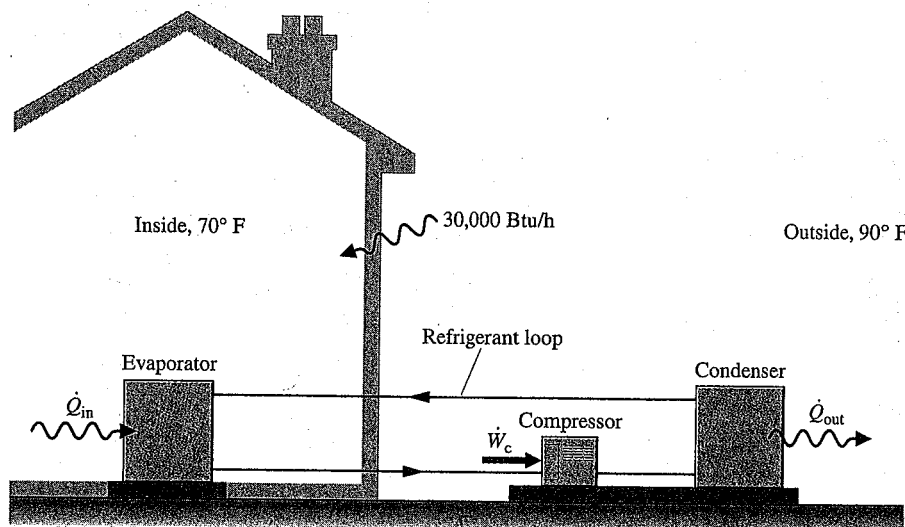 Inside, 70° F
30,000 Btu/h
Outside, 90° F
Refrigerant loop
Evaporator
Condenser
Q̇in
Compressor
Ẇc
Q̇out